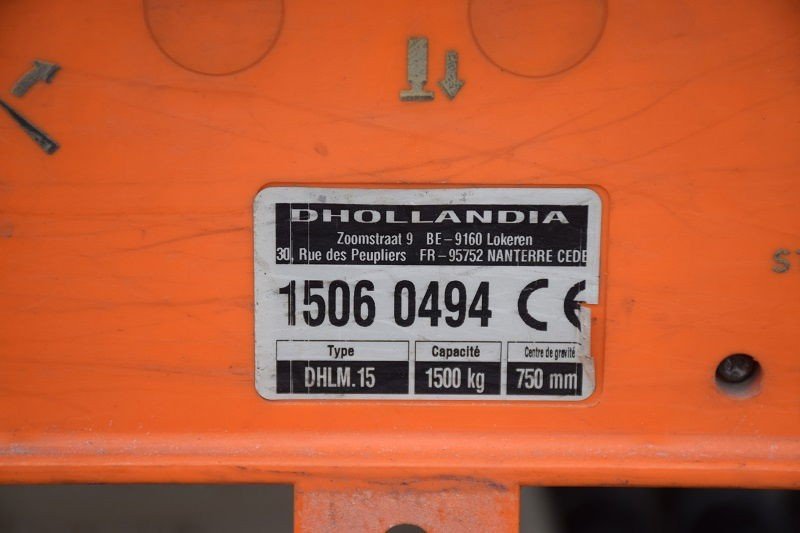 DHOLLANDIA
Zoomstraat 9 BE-9160 Lokeren
30, Rue des Peupliers FR-95752 NANTERRE CEDE
1506 0494 CE
Type Capacité Centre de gravité
DHLM.15 1500 kg 750 mm
S